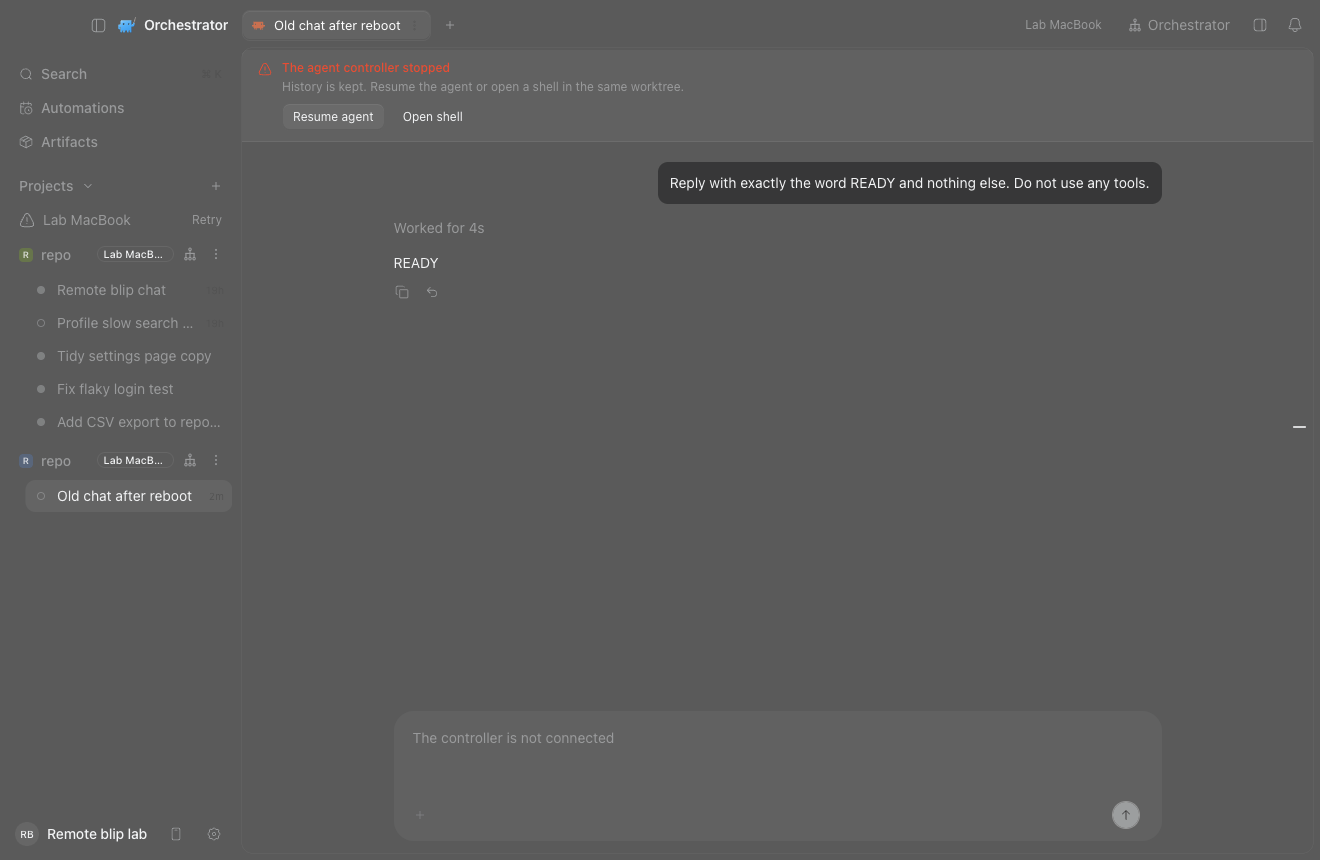 Orchestrator
Old chat after reboot
Lab MacBook
Orchestrator
Search
Automations
Artifacts
Projects
Lab MacBook
Retry
R repo Lab MacB...
Remote blip chat
Profile slow search ...
Tidy settings page copy
Fix flaky login test
Add CSV export to repo...
R repo Lab MacB...
Old chat after reboot 2m
RB Remote blip lab
The agent controller stopped
History is kept. Resume the agent or open a shell in the same worktree.
Resume agent
Open shell
Reply with exactly the word READY and nothing else. Do not use any tools.
Worked for 4s
READY
The controller is not connected